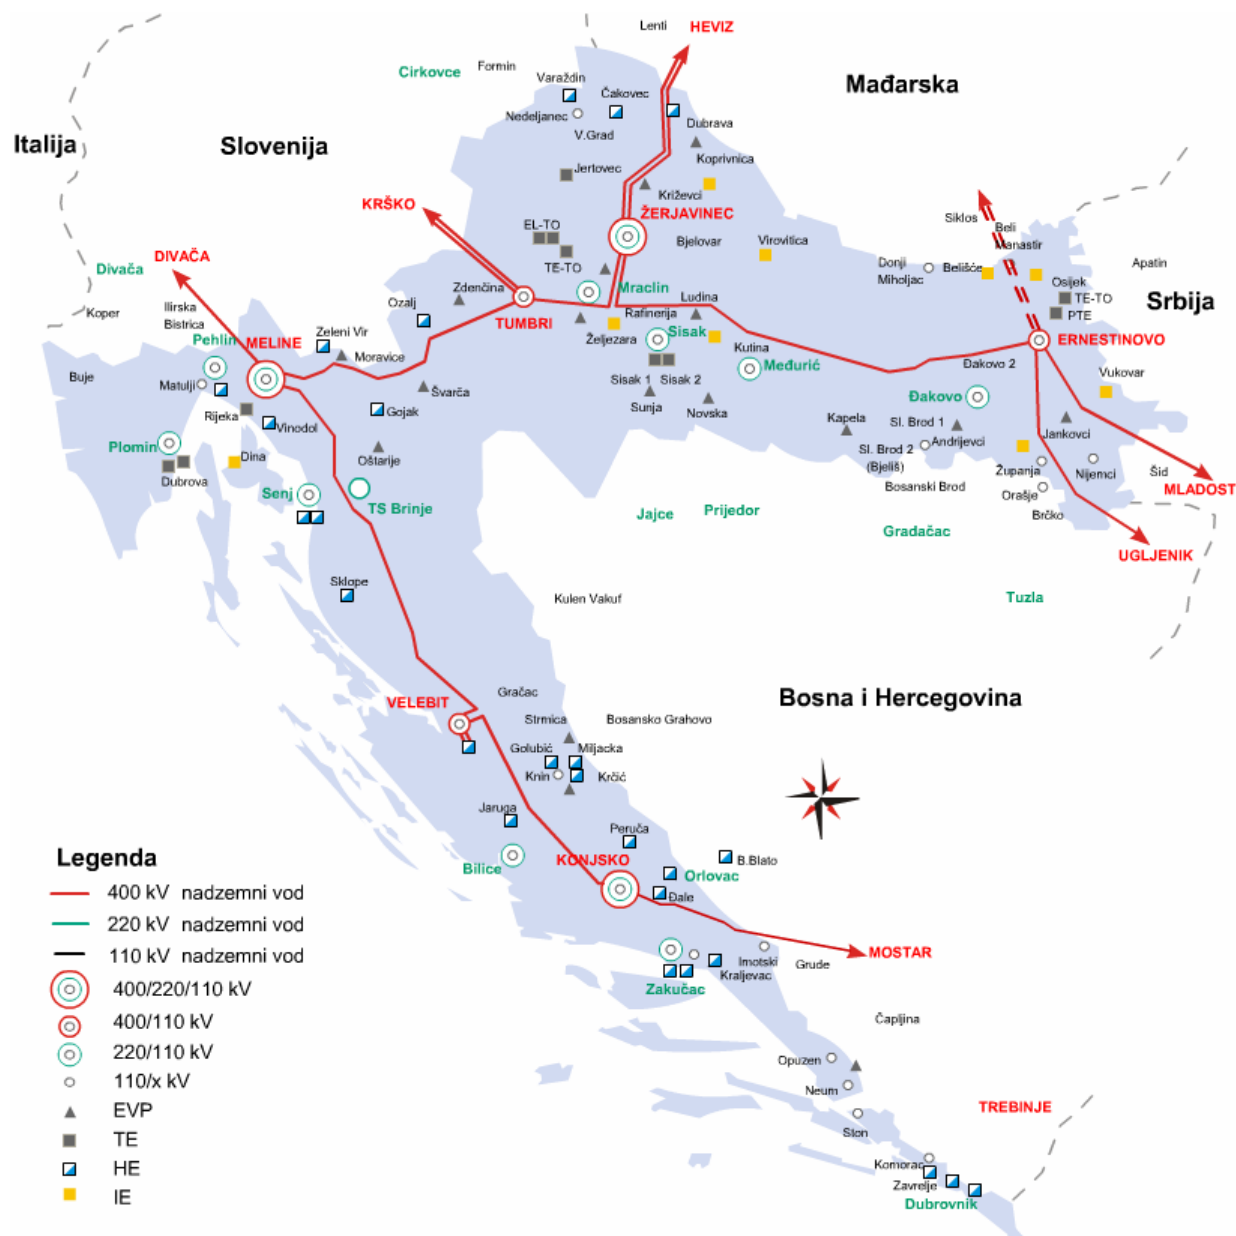 Lenti
HEVIZ
Formin
Cirkovce
Varaždin
Mađarska
Čakovec
Nedeljanec
Dubrava
V.Grad
Italija
Slovenija
Koprivnica
Jertovec
Križevci
KRŠKO
ŽERJAVINEC
Siklos
EL-TO
Beli
Manastir
Bjelovar
Virovitica
DIVAČA
Divača
TE-TO
Donji
Miholjac
Belišće
Apatin
Osijek
Zdenčina
Mraclin
Ludina
TE-TO
Srbija
Ozalj
Ilirska
Bistrica
Koper
Rafinerija
PTE
TUMBRI
Zeleni Vir
Sisak
Pehlin
MELINE
Željezara
ERNESTINOVO
Moravice
Kutina
Međurić
Đakovo 2
Buje
Matulji
Sisak 1
Sisak 2
Vukovar
Švarča
Đakovo
Rijeka
Gojak
Sunja
Novska
Vinodol
Kapela
Sl. Brod 1
Jankovci
Plomin
Dina
Oštarije
Sl. Brod 2
(Bjeliš)
Andrijevci
Županja
Nijemci
Šid
Dubrova
Bosanski Brod
Orašje
MLADOST
Senj
TS Brinje
Jajce
Prijedor
Brčko
Gradačac
UGLJENIK
Sklope
Kulen Vakuf
Tuzla
Gračac
Bosna i Hercegovina
VELEBIT
Strmica
Bosansko Grahovo
Golubić
Miljacka
Knin
Krčić
Jaruga
Peruča
Legenda
Bilice
KONJSKO
B.Blato
Orlovac
400 kV nadzemni vod
Đale
220 kV nadzemni vod
110 kV nadzemni vod
MOSTAR
Imotski
Grude
Kraljevac
400/220/110 kV
Zakučac
400/110 kV
Čapljina
220/110 kV
Opuzen
110/x kV
Neum
EVP
TREBINJE
TE
Ston
HE
Komorac
Zavrelje
IE
Dubrovnik